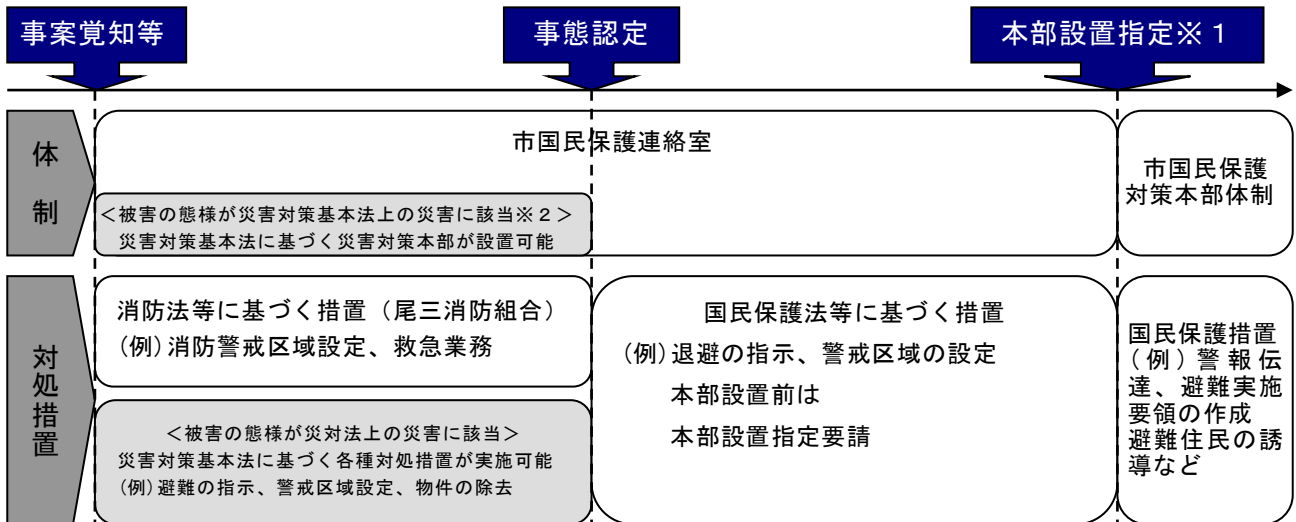 事案覚知等
事態認定
本部設置指定※１
体制
市国民保護連絡室
＜被害の態様が災害対策基本法上の災害に該当※２＞
災害対策基本法に基づく災害対策本部が設置可能
市国民保護
対策本部体制
対処措置
消防法等に基づく措置（尾三消防組合）
(例)消防警戒区域設定、救急業務
＜被害の態様が災対法上の災害に該当＞
災害対策基本法に基づく各種対処措置が実施可能
(例)避難の指示、警戒区域設定、物件の除去
国民保護法等に基づく措置
(例)退避の指示、警戒区域の設定
本部設置前は
本部設置指定要請
国民保護措置
(例)警報伝
達、避難実施
要領の作成
避難住民の誘
導など